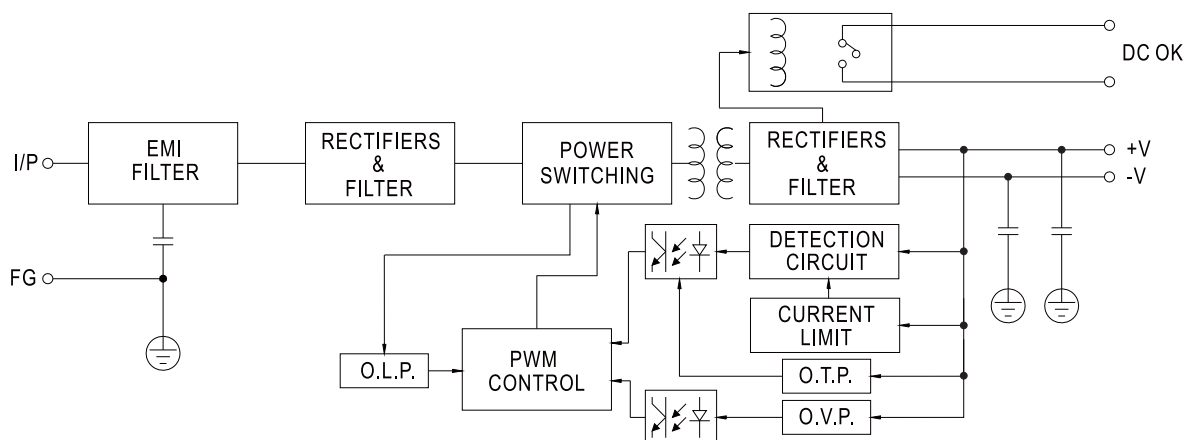 DC OK
I/P
EMI
FILTER
RECTIFIERS
&
FILTER
POWER
SWITCHING
RECTIFIERS
&
FILTER
+V
-V
FG
DETECTION
CIRCUIT
CURRENT
LIMIT
O.L.P.
PWM
CONTROL
O.T.P.
O.V.P.